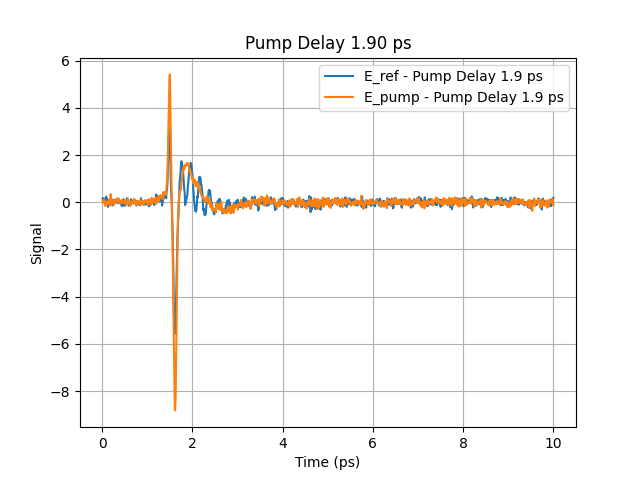 Pump Delay 1.90 ps
E_ref - Pump Delay 1.9 ps
E_pump - Pump Delay 1.9 ps
6
4
2
0
−2
−4
−6
−8
Signal
0 2 4 6 8 10
Time (ps)